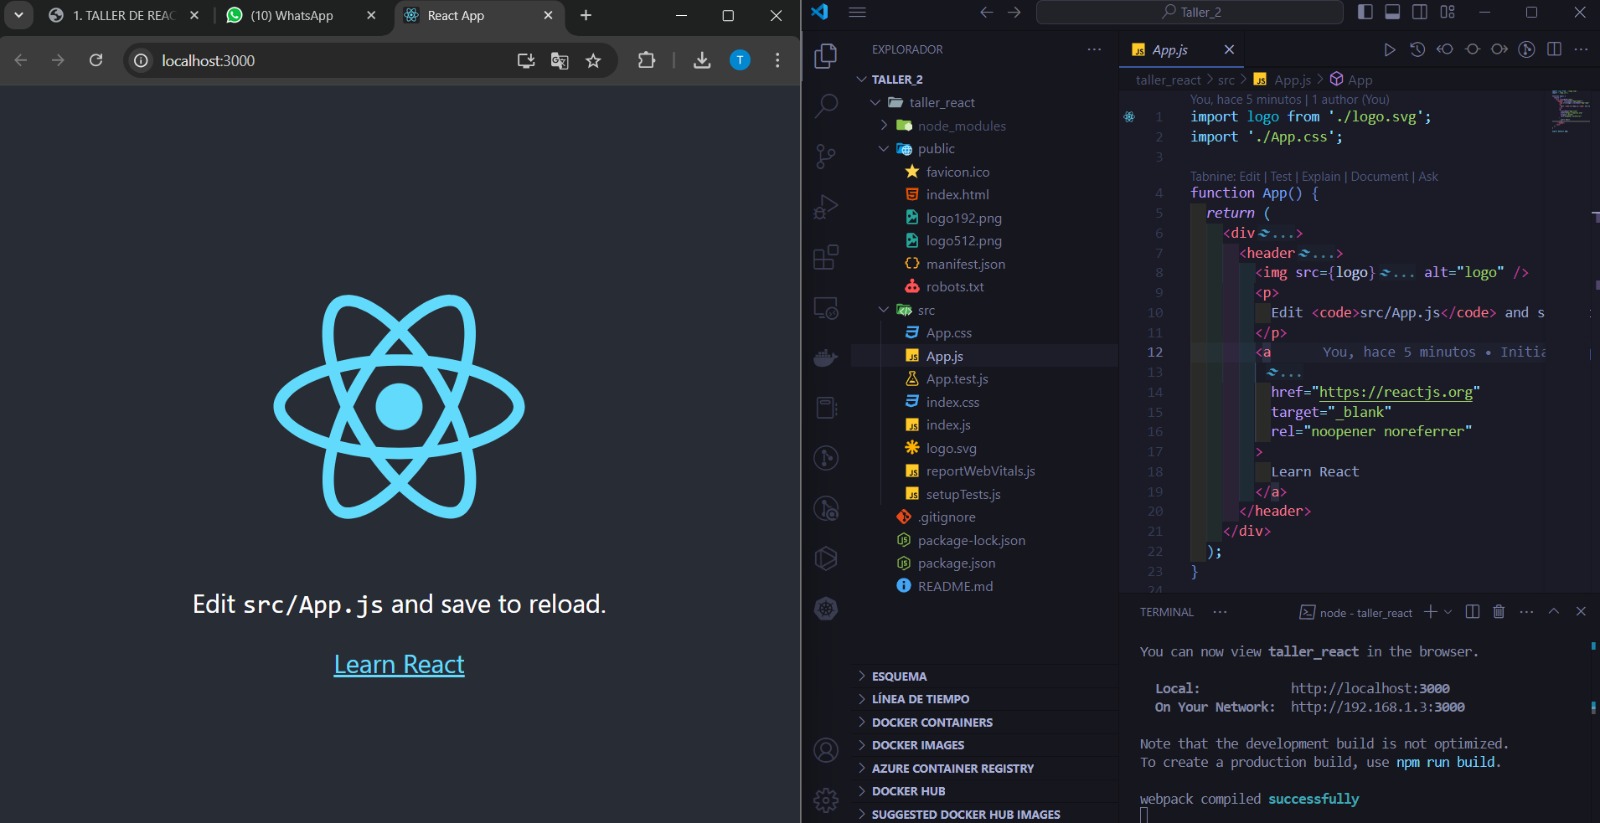 1. TALLER DE REAC
(10) WhatsApp
React App
localhost:3000
T
Edit src/App.js and save to reload.
Learn React
Taller_2
EXPLORADOR
TALLER_2
taller_react
node_modules
public
favicon.ico
index.html
logo192.png
logo512.png
manifest.json
robots.txt
src
App.css
App.js
App.test.js
index.css
index.js
logo.svg
reportWebVitals.js
setupTests.js
.gitignore
package-lock.json
package.json
README.md
ESQUEMA
LÍNEA DE TIEMPO
DOCKER CONTAINERS
DOCKER IMAGES
AZURE CONTAINER REGISTRY
DOCKER HUB
SUGGESTED DOCKER HUB IMAGES
App.js
taller_react > src > App.js > App
You, hace 5 minutos | 1 author (You)
1 import logo from './logo.svg';
2 import './App.css';
3
Tabnine: Edit | Test | Explain | Document | Ask
4 function App() {
5 return (
6 <div ...>
7 <header ...>
8 <img src={logo} ... alt="logo" />
9 <p>
10 Edit <code>src/App.js</code> and s
11 </p>
12 <a You, hace 5 minutos • Initia
13 ...
14 href="https://reactjs.org"
15 target="_blank"
16 rel="noopener noreferrer"
17 >
18 Learn React
19 </a>
20 </header>
21 </div>
22 );
23 }
24
TERMINAL
node - taller_react
You can now view taller_react in the browser.
Local: http://localhost:3000
On Your Network: http://192.168.1.3:3000
Note that the development build is not optimized.
To create a production build, use npm run build.
webpack compiled successfully